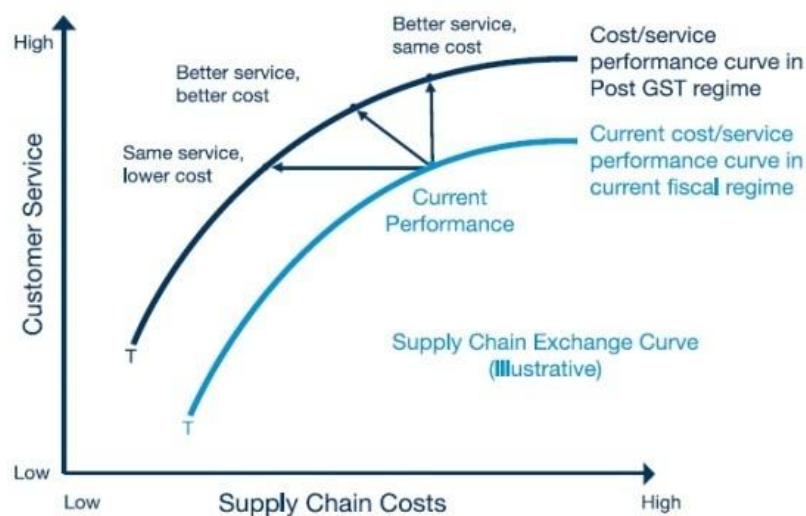 High
Customer Service
Low
Low
Supply Chain Costs
High
Better service,
same cost
Better service,
better cost
Same service,
lower cost
Current
Performance
Cost/service
performance curve in
Post GST regime
Current cost/service
performance curve in
current fiscal regime
Supply Chain Exchange Curve
(Illustrative)
T
T